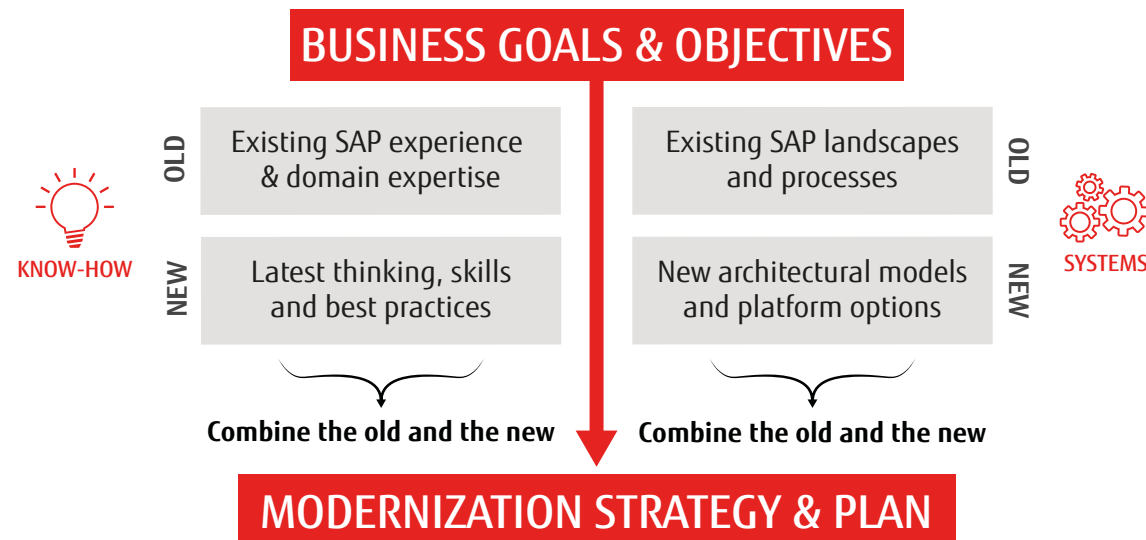 BUSINESS GOALS & OBJECTIVES
OLD
Existing SAP experience
& domain expertise
Existing SAP landscapes
and processes
OLD
KNOW-HOW
SYSTEMS
NEW
Latest thinking, skills
and best practices
New architectural models
and platform options
NEW
Combine the old and the new
Combine the old and the new
MODERNIZATION STRATEGY & PLAN